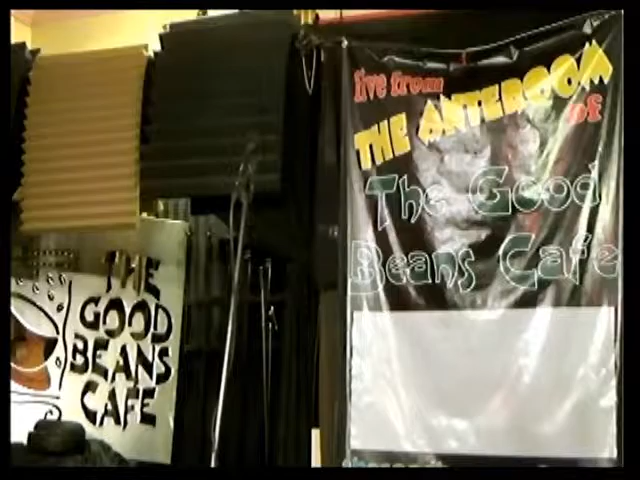 live from
THE ANTEROOM
of
The Good
Beans Cafe
THE
GOOD
BEANS
CAFE